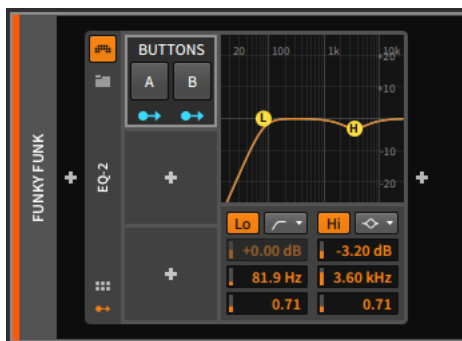 FUNKY FUNK
EQ-2
BUTTONS
A B
20 100 1k 10k
+20
+10
-10
-20
L
H
Lo Hi
+0.00 dB -3.20 dB
81.9 Hz 3.60 kHz
0.71 0.71